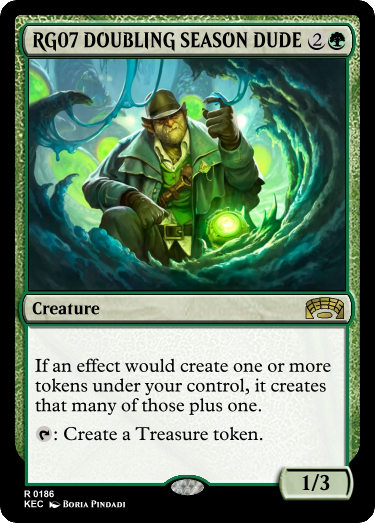 RG07 DOUBLING SEASON DUDE 2
Creature
If an effect would create one or more
tokens under your control, it creates
that many of those plus one.
: Create a Treasure token.
1/3
R 0186
KEC Boria Pindadi